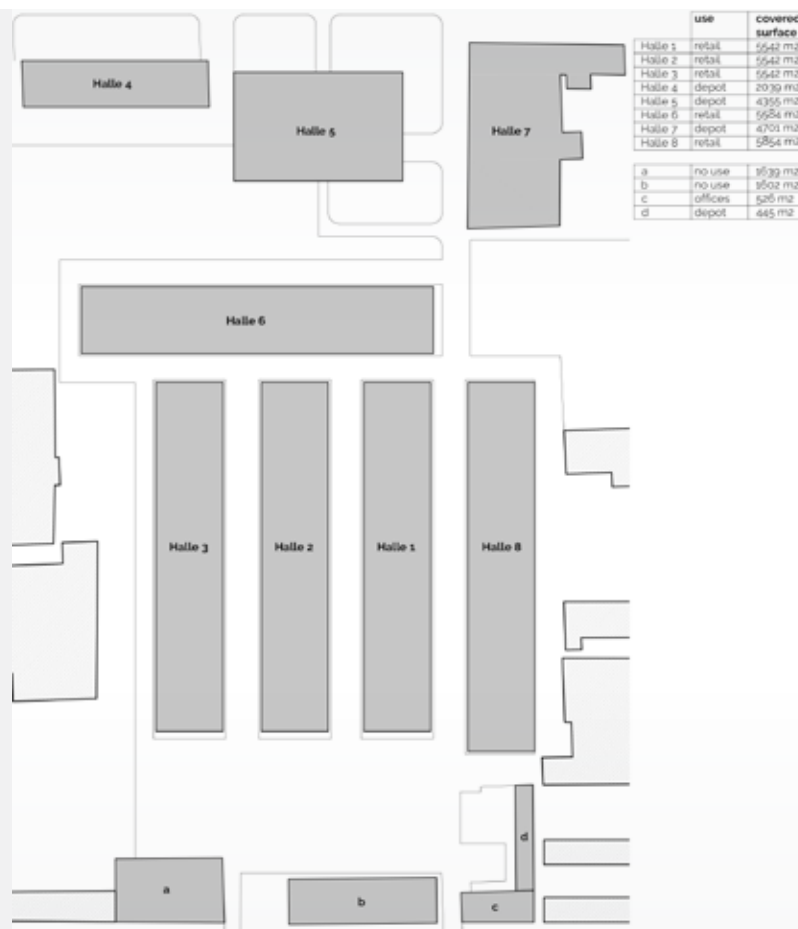 use covered
surface
Halle 1 retail 5542 m2
Halle 2 retail 5542 m2
Halle 3 retail 5542 m2
Halle 4 depot 2039 m2
Halle 5 depot 4355 m2
Halle 6 retail 5584 m2
Halle 7 depot 4701 m2
Halle 8 retail 5854 m2
a no use 1639 m2
b no use 1602 m2
c offices 526 m2
d depot 445 m2
Halle 4
Halle 5
Halle 7
Halle 6
Halle 3
Halle 2
Halle 1
Halle 8
d
a
b
c